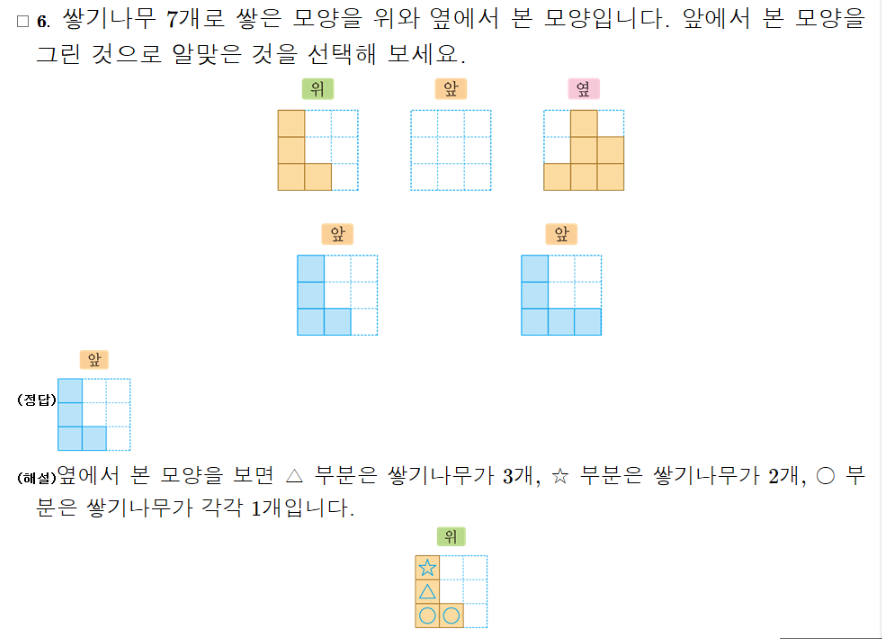 □ 6. 쌓기나무 7개로 쌓은 모양을 위와 옆에서 본 모양입니다. 앞에서 본 모양을
그린 것으로 알맞은 것을 선택해 보세요.
위 앞 옆
앞 앞
앞
(정답)
(해설)옆에서 본 모양을 보면 △ 부분은 쌓기나무가 3개, ☆ 부분은 쌓기나무가 2개, ○ 부
분은 쌓기나무가 각각 1개입니다.
위
☆
△
○○